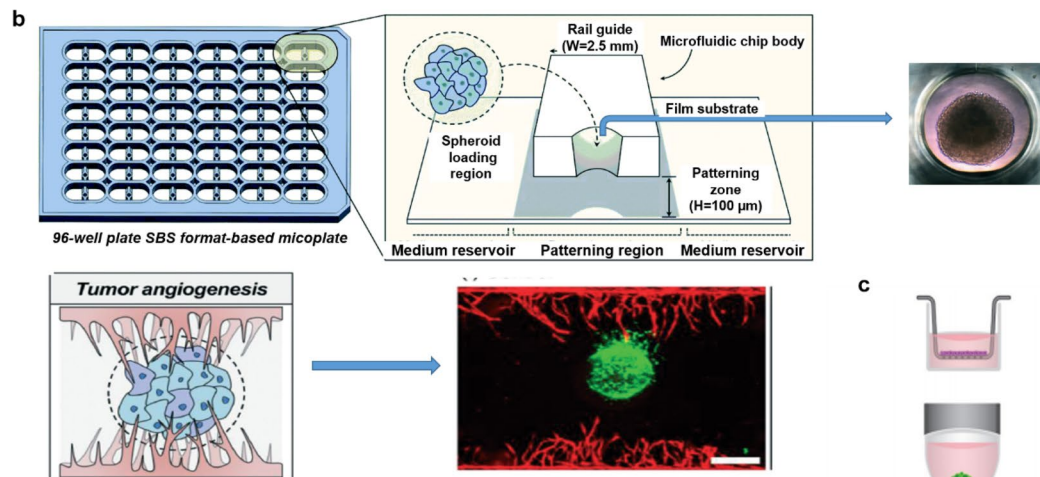 b
Rail guide
(W=2.5 mm)
Microfluidic chip body
Film substrate
Spheroid
loading
region
Patterning
zone
(H=100 µm)
96-well plate SBS format-based micoplate
Medium reservoir
Patterning region
Medium reservoir
Tumor angiogenesis
c